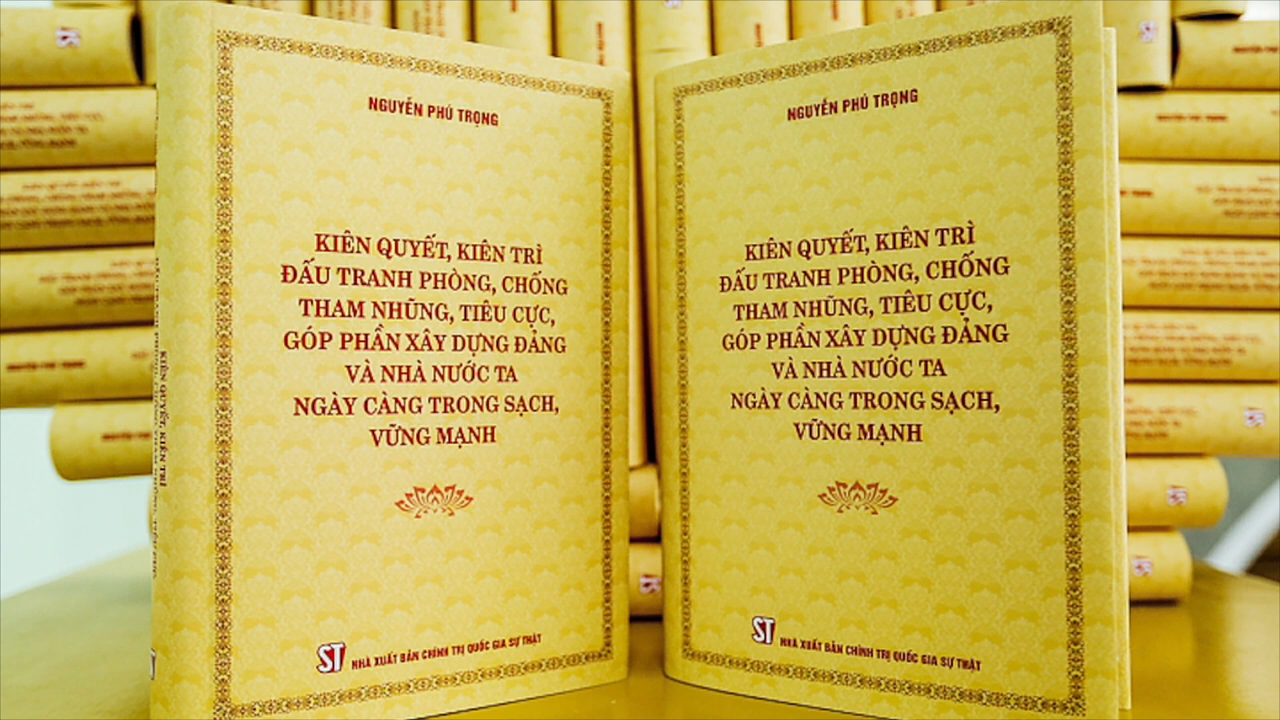 NGUYỄN PHÚ TRỌNG
KIÊN QUYẾT, KIÊN TRÌ
ĐẤU TRANH PHÒNG, CHỐNG
THAM NHŨNG, TIÊU CỰC,
GÓP PHẦN XÂY DỰNG ĐẢNG
VÀ NHÀ NƯỚC TA
NGÀY CÀNG TRONG SẠCH,
VỮNG MẠNH
ST NHÀ XUẤT BẢN CHÍNH TRỊ QUỐC GIA SỰ THẬT
KIÊN QUYẾT, KIÊN TRÌ
NGUYỄN PHÚ TRỌNG
KIÊN QUYẾT, KIÊN TRÌ
ĐẤU TRANH PHÒNG, CHỐNG
THAM NHŨNG, TIÊU CỰC,
GÓP PHẦN XÂY DỰNG ĐẢNG
VÀ NHÀ NƯỚC TA
NGÀY CÀNG TRONG SẠCH,
VỮNG MẠNH
ST NHÀ XUẤT BẢN CHÍNH TRỊ QUỐC GIA SỰ THẬT